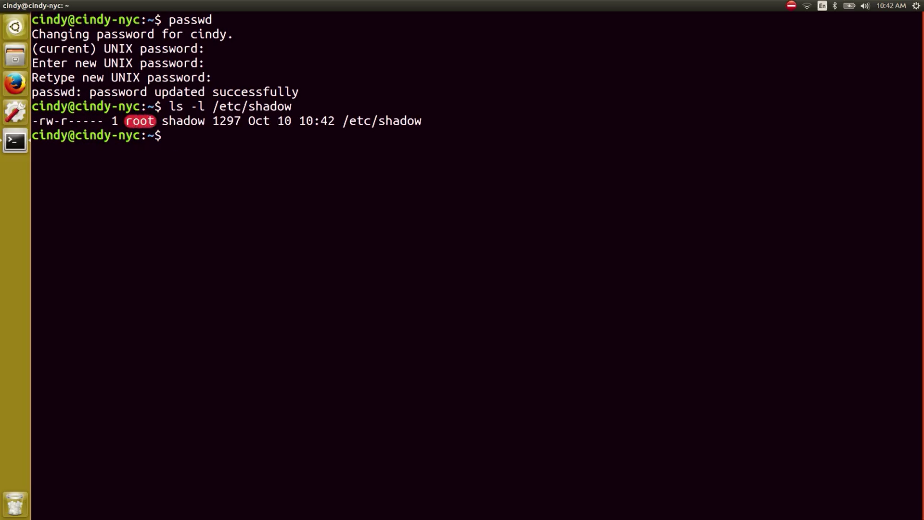 cindy@cindy-nyc: ~
En
10:42 AM
cindy@cindy-nyc:~$ passwd
Changing password for cindy.
(current) UNIX password:
Enter new UNIX password:
Retype new UNIX password:
passwd: password updated successfully
cindy@cindy-nyc:~$ ls -l /etc/shadow
-rw-r----- 1 root shadow 1297 Oct 10 10:42 /etc/shadow
cindy@cindy-nyc:~$